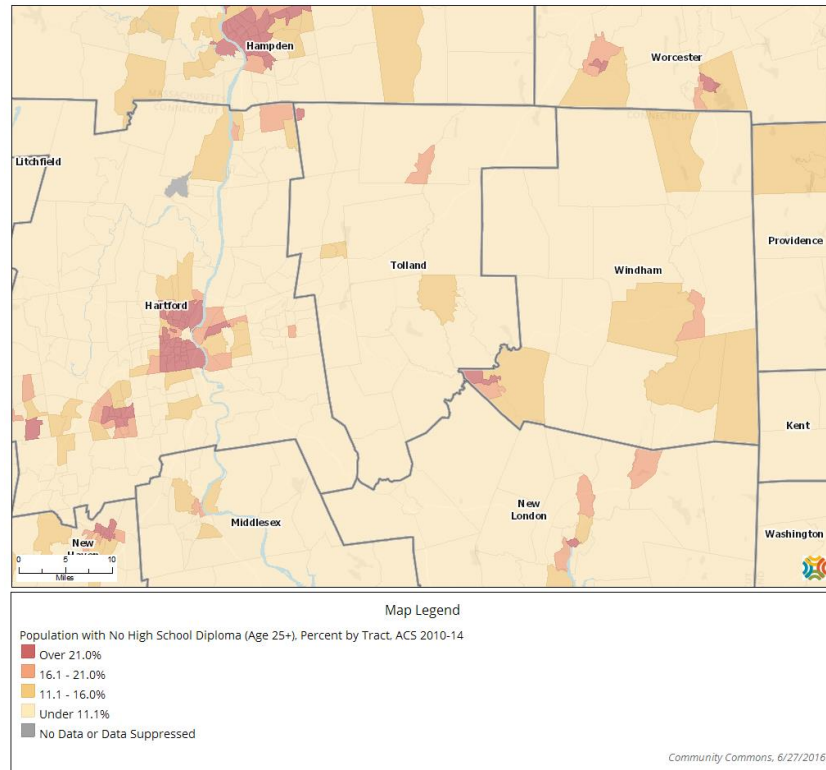 Hampden
Worcester
MASSACHUSETTS
CONNECTICUT
CONNECTICUT
Litchfield
Providence
Tolland
Windham
Hartford
Kent
New
London
Middlesex
Washington
New
0 5 10
Miles
Map Legend
Population with No High School Diploma (Age 25+), Percent by Tract, ACS 2010-14
Over 21.0%
16.1 - 21.0%
11.1 - 16.0%
Under 11.1%
No Data or Data Suppressed
Community Commons, 6/27/2016